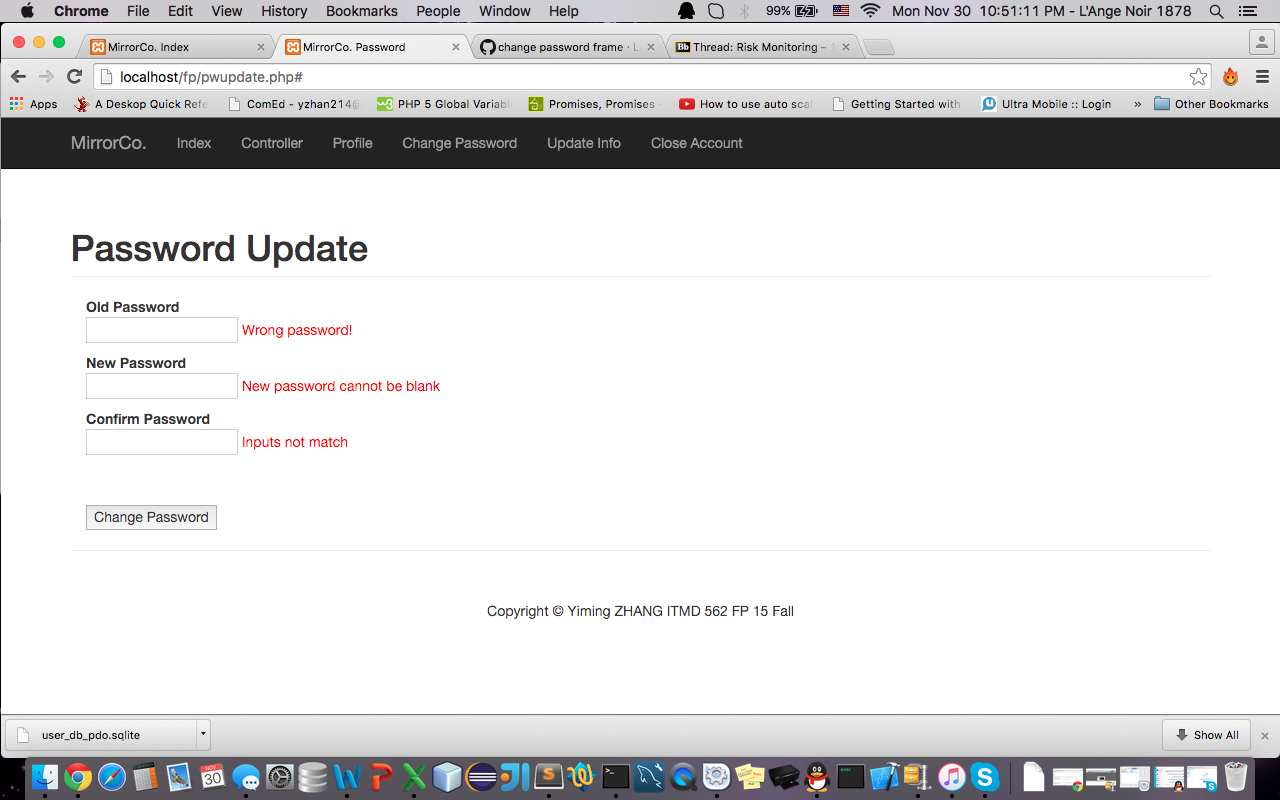 Chrome File Edit View History Bookmarks People Window Help 99% Mon Nov 30 10:51:11 PM - L'Ange Noir 1878
MirrorCo. Index MirrorCo. Password change password frame · Bb Thread: Risk Monitoring –
localhost/fp/pwupdate.php#
Apps A Deskop Quick Refe ComEd - yzhan214@ W3 PHP 5 Global Variabl Promises, Promises How to use auto scal Getting Started with Ultra Mobile :: Login » Other Bookmarks
MirrorCo. Index Controller Profile Change Password Update Info Close Account
Password Update
Old Password
Wrong password!
New Password
New password cannot be blank
Confirm Password
Inputs not match
Change Password
Copyright © Yiming ZHANG ITMD 562 FP 15 Fall
user_db_pdo.sqlite Show All
NOV 30